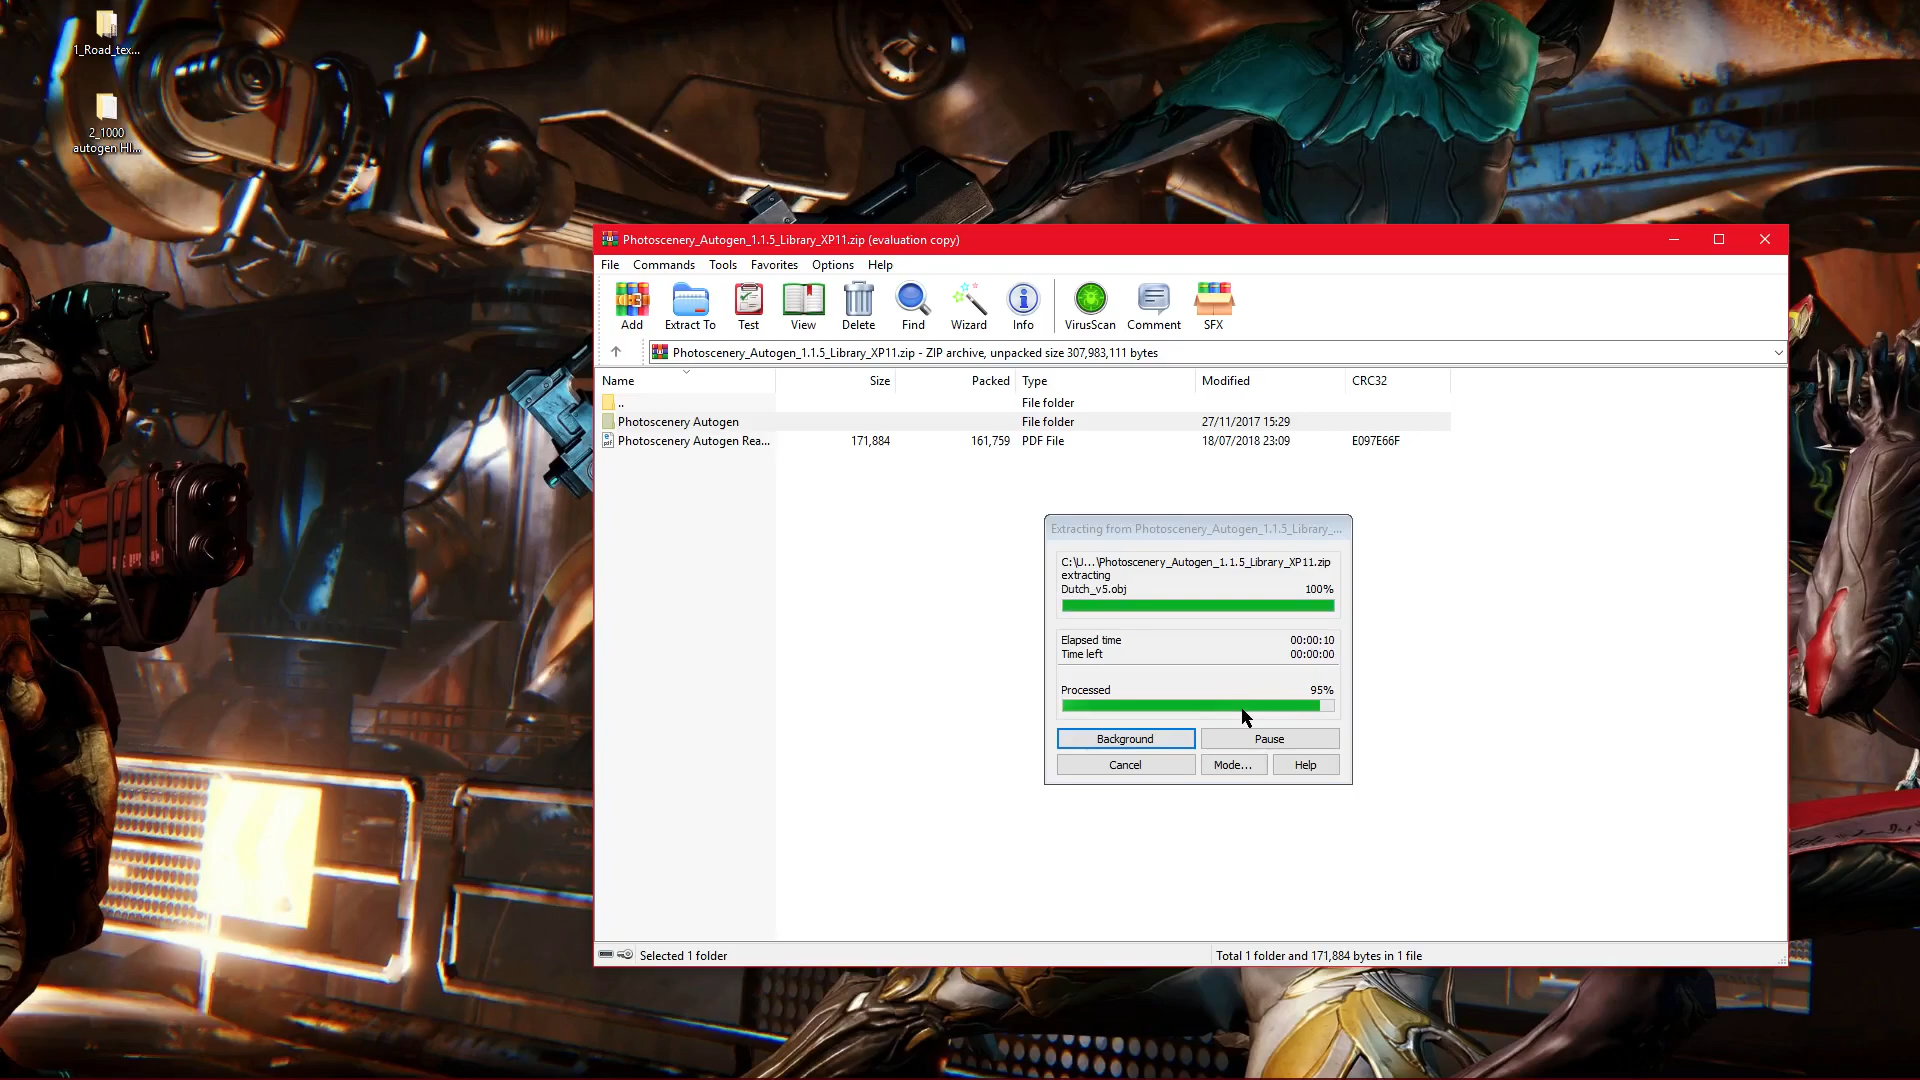 1_Road_tex...
2_1000
autogen HI...
Photoscenery_Autogen_1.1.5_Library_XP11.zip (evaluation copy)
File Commands Tools Favorites Options Help
Add Extract To Test View Delete Find Wizard Info VirusScan Comment SFX
Photoscenery_Autogen_1.1.5_Library_XP11.zip - ZIP archive, unpacked size 307,983,111 bytes
Name Size Packed Type Modified CRC32
.. File folder
Photoscenery Autogen File folder 27/11/2017 15:29
Photoscenery Autogen Rea... 171,884 161,759 PDF File 18/07/2018 23:09 E097E66F
Extracting from Photoscenery_Autogen_1.1.5_Library_...
C:\U...\Photoscenery_Autogen_1.1.5_Library_XP11.zip
extracting
Dutch_v5.obj 100%
Elapsed time 00:00:10
Time left 00:00:00
Processed 95%
Background Pause
Cancel Mode... Help
Selected 1 folder Total 1 folder and 171,884 bytes in 1 file